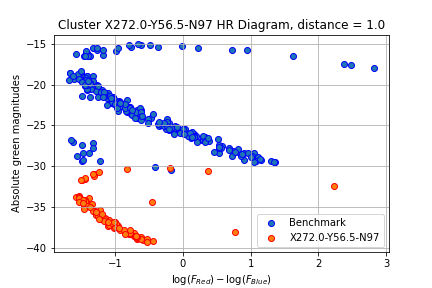 Cluster X272.0-Y56.5-N97 HR Diagram, distance = 1.0
Absolute green magnitudes
−15
−20
−25
−30
−35
−40
Benchmark
X272.0-Y56.5-N97
−1 0 1 2 3
log(F_Red) − log(F_Blue)